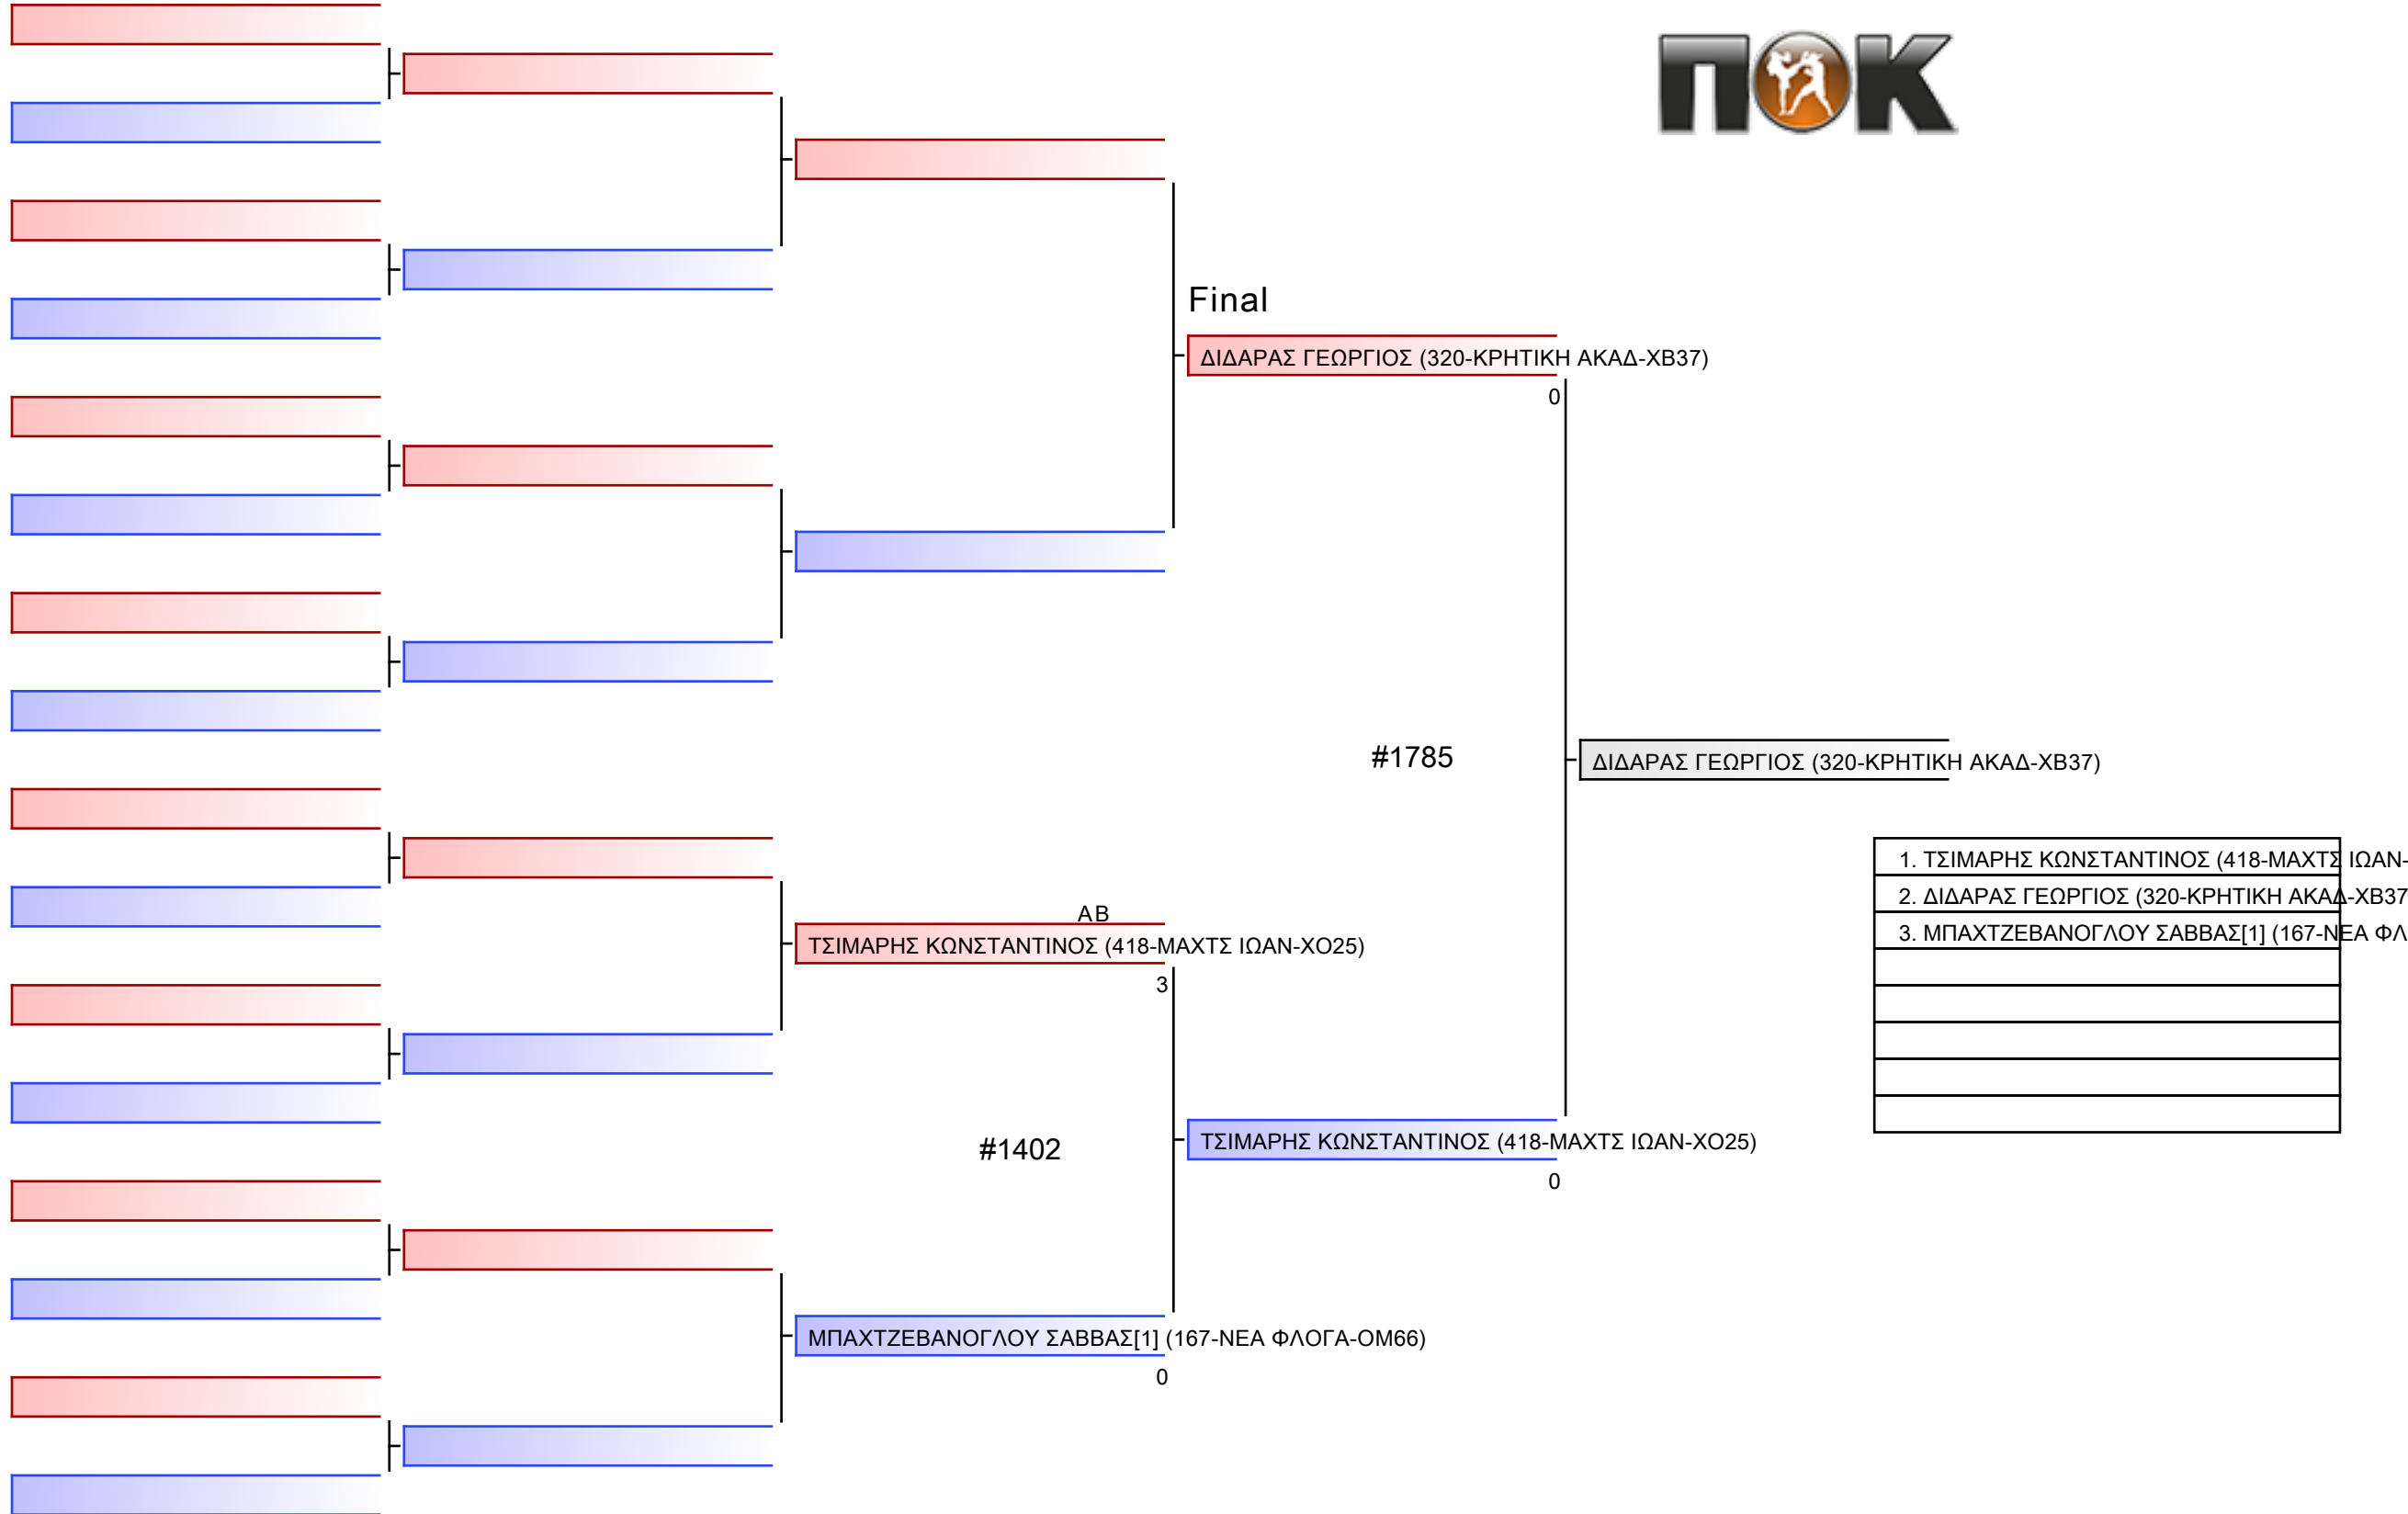 ΠΟΚ
Final
ΔΙΔΑΡΑΣ ΓΕΩΡΓΙΟΣ (320-ΚΡΗΤΙΚΗ ΑΚΑΔ-ΧΒ37)
0
#1785
ΔΙΔΑΡΑΣ ΓΕΩΡΓΙΟΣ (320-ΚΡΗΤΙΚΗ ΑΚΑΔ-ΧΒ37)
1. ΤΣΙΜΑΡΗΣ ΚΩΝΣΤΑΝΤΙΝΟΣ (418-ΜΑΧΤΣ ΙΩΑΝ-
2. ΔΙΔΑΡΑΣ ΓΕΩΡΓΙΟΣ (320-ΚΡΗΤΙΚΗ ΑΚΑΔ-ΧΒ37
3. ΜΠΑΧΤΖΕΒΑΝΟΓΛΟΥ ΣΑΒΒΑΣ[1] (167-ΝΕΑ ΦΛ
AB
ΤΣΙΜΑΡΗΣ ΚΩΝΣΤΑΝΤΙΝΟΣ (418-ΜΑΧΤΣ ΙΩΑΝ-ΧΟ25)
3
#1402
ΤΣΙΜΑΡΗΣ ΚΩΝΣΤΑΝΤΙΝΟΣ (418-ΜΑΧΤΣ ΙΩΑΝ-ΧΟ25)
0
ΜΠΑΧΤΖΕΒΑΝΟΓΛΟΥ ΣΑΒΒΑΣ[1] (167-ΝΕΑ ΦΛΟΓΑ-ΟΜ66)
0